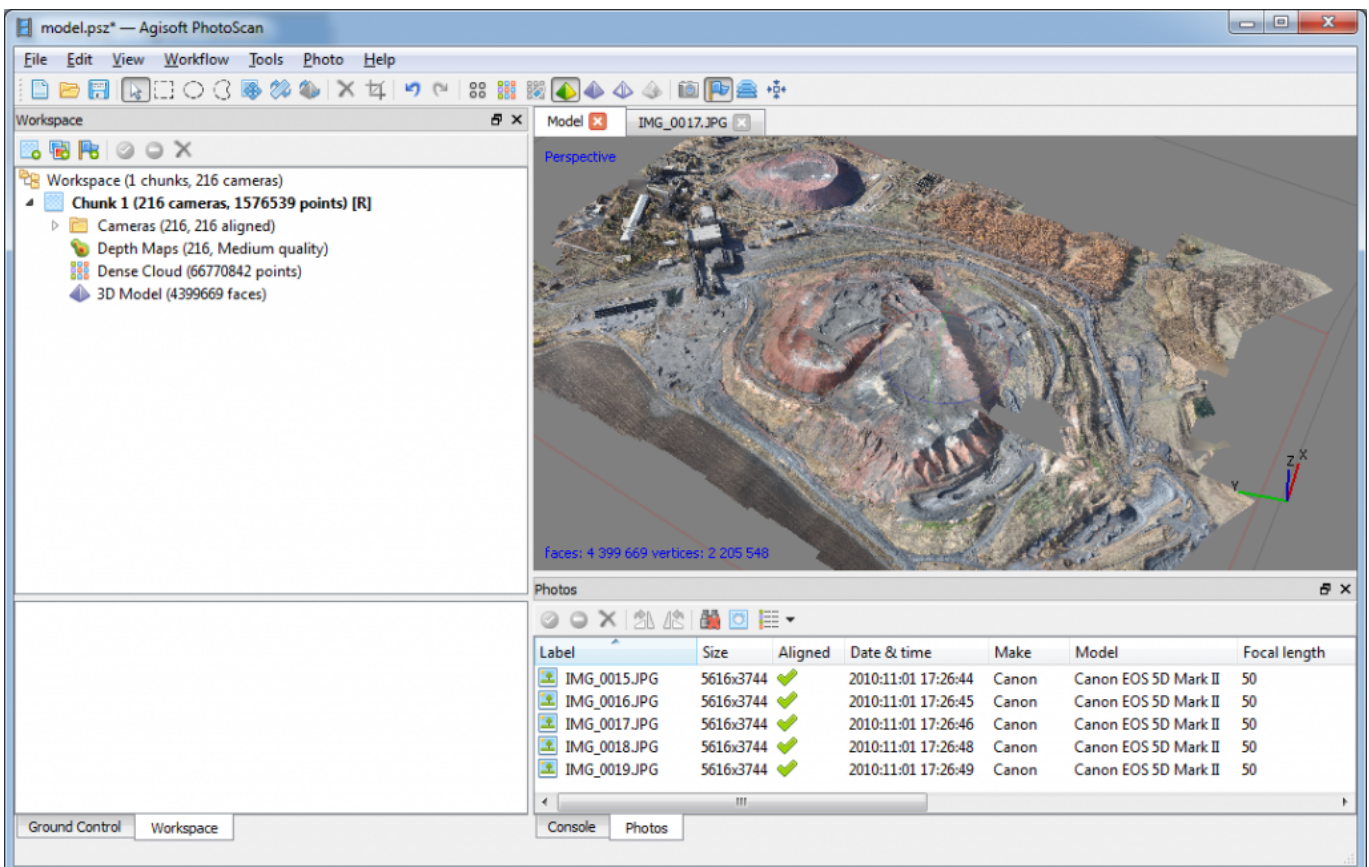 model.psz* — Agisoft PhotoScan
File Edit View Workflow Tools Photo Help
Workspace
Model IMG_0017.JPG
Perspective
Workspace (1 chunks, 216 cameras)
Chunk 1 (216 cameras, 1576539 points) [R]
Cameras (216, 216 aligned)
Depth Maps (216, Medium quality)
Dense Cloud (66770842 points)
3D Model (4399669 faces)
Z X
Y
faces: 4 399 669 vertices: 2 205 548
Photos
Label Size Aligned Date & time Make Model Focal length
IMG_0015.JPG 5616x3744 2010:11:01 17:26:44 Canon Canon EOS 5D Mark II 50
IMG_0016.JPG 5616x3744 2010:11:01 17:26:45 Canon Canon EOS 5D Mark II 50
IMG_0017.JPG 5616x3744 2010:11:01 17:26:46 Canon Canon EOS 5D Mark II 50
IMG_0018.JPG 5616x3744 2010:11:01 17:26:48 Canon Canon EOS 5D Mark II 50
IMG_0019.JPG 5616x3744 2010:11:01 17:26:49 Canon Canon EOS 5D Mark II 50
Ground Control Workspace
Console Photos